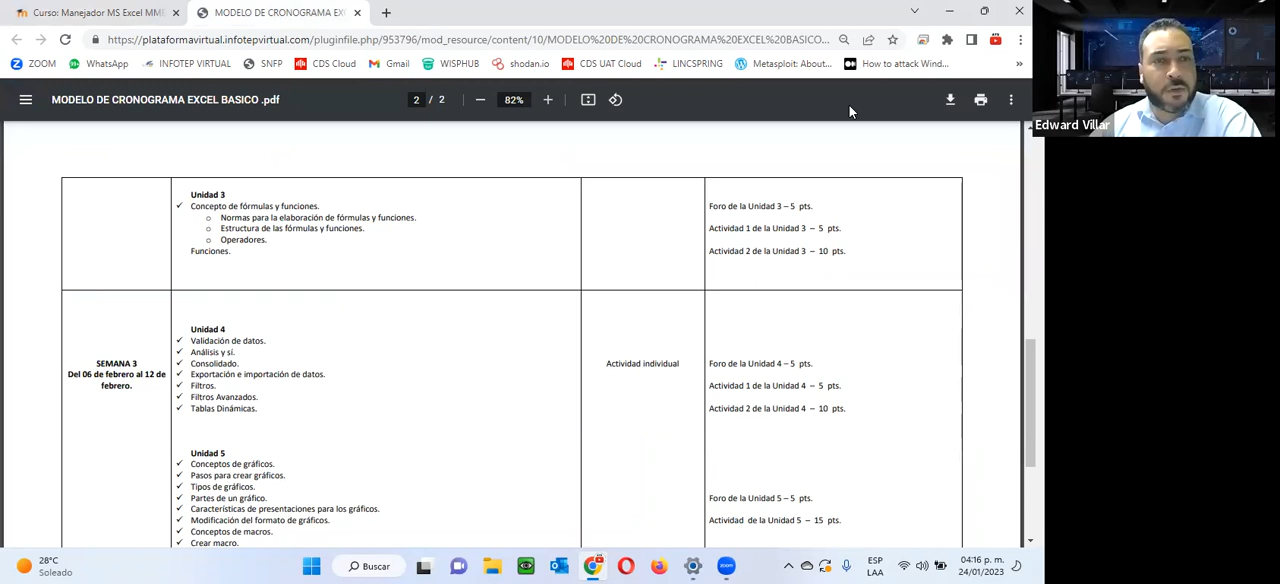 Curso: Manejador MS Excel MME
MODELO DE CRONOGRAMA EXC
https://plataformavirtual.infotepvirtual.com/pluginfile.php/953796/mod_resource/content/10/MODELO%20DE%20CRONOGRAMA%20EXCEL%20BASICO...
ZOOM
WhatsApp
INFOTEP VIRTUAL
SNFP
CDS Cloud
Gmail
WISPHUB
shodan.io
CDS UAT Cloud
LINCSPRING
Metasploit: About...
How to attack Wind...
»
Edward Villar
MODELO DE CRONOGRAMA EXCEL BASICO .pdf
2 / 2
82%
Unidad 3
✓ Concepto de fórmulas y funciones.
o Normas para la elaboración de fórmulas y funciones.
o Estructura de las fórmulas y funciones.
o Operadores.
Funciones.
Foro de la Unidad 3 – 5 pts.
Actividad 1 de la Unidad 3 – 5 pts.
Actividad 2 de la Unidad 3 – 10 pts.
SEMANA 3
Del 06 de febrero al 12 de
febrero.
Unidad 4
✓ Validación de datos.
✓ Análisis y sí.
✓ Consolidado.
✓ Exportación e importación de datos.
✓ Filtros.
✓ Filtros Avanzados.
✓ Tablas Dinámicas.
Actividad individual
Foro de la Unidad 4 – 5 pts.
Actividad 1 de la Unidad 4 – 5 pts.
Actividad 2 de la Unidad 4 – 10 pts.
Unidad 5
✓ Conceptos de gráficos.
✓ Pasos para crear gráficos.
✓ Tipos de gráficos.
✓ Partes de un gráfico.
✓ Características de presentaciones para los gráficos.
✓ Modificación del formato de gráficos.
✓ Conceptos de macros.
✓ Crear macro.
Foro de la Unidad 5 – 5 pts.
Actividad de la Unidad 5 – 15 pts.
28°C
Soleado
Buscar
zoom
ESP
LAA
04:16 p. m.
24/01/2023